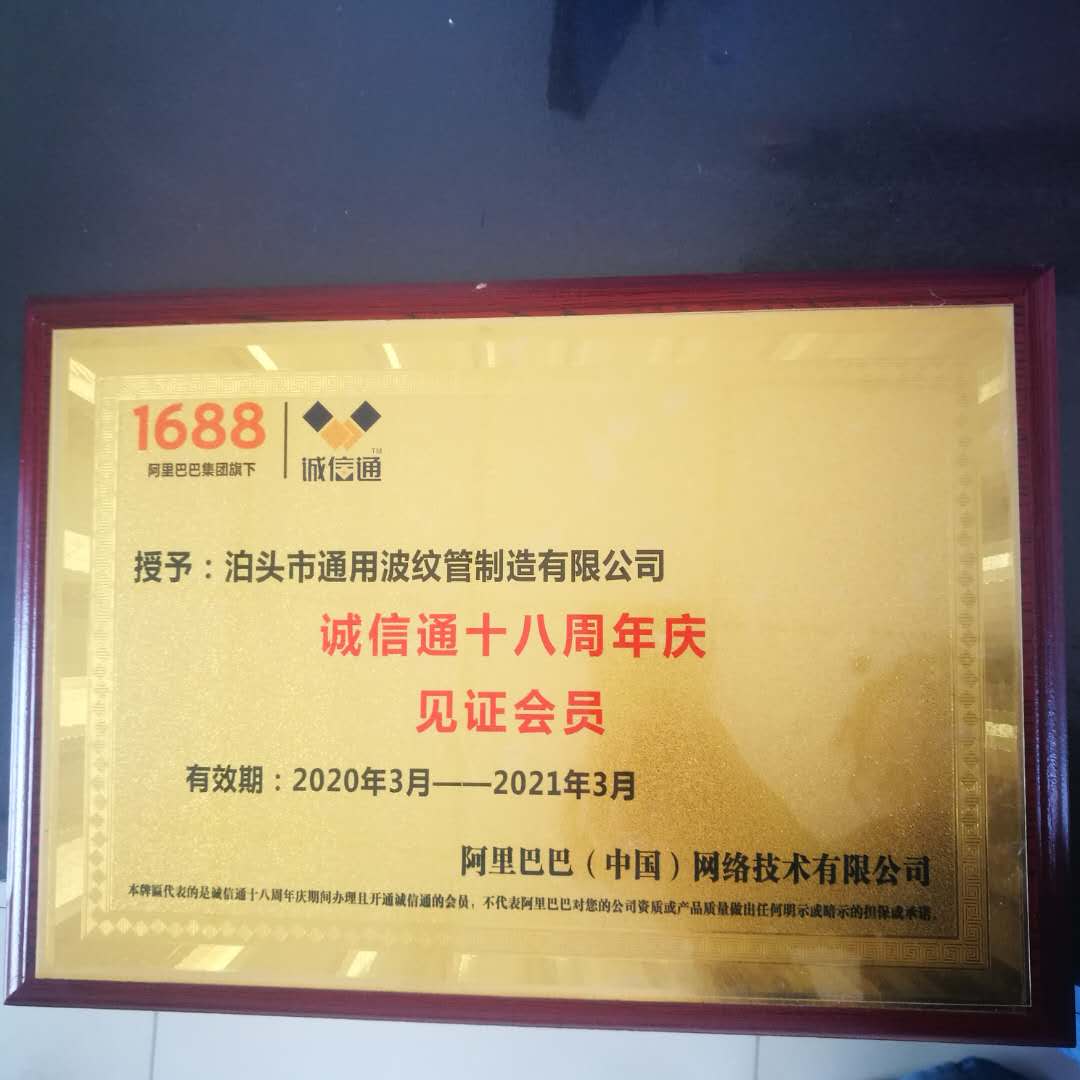 1688
阿里巴巴集团旗下
诚信通™
授予：泊头市通用波纹管制造有限公司
诚信通十八周年庆
见证会员
有效期：2020年3月——2021年3月
阿里巴巴（中国）网络技术有限公司
本牌匾代表的是诚信通十八周年庆期间办理且开通诚信通的会员，不代表阿里巴巴对您的公司资质或产品质量做出任何明示或暗示的担保或承诺。